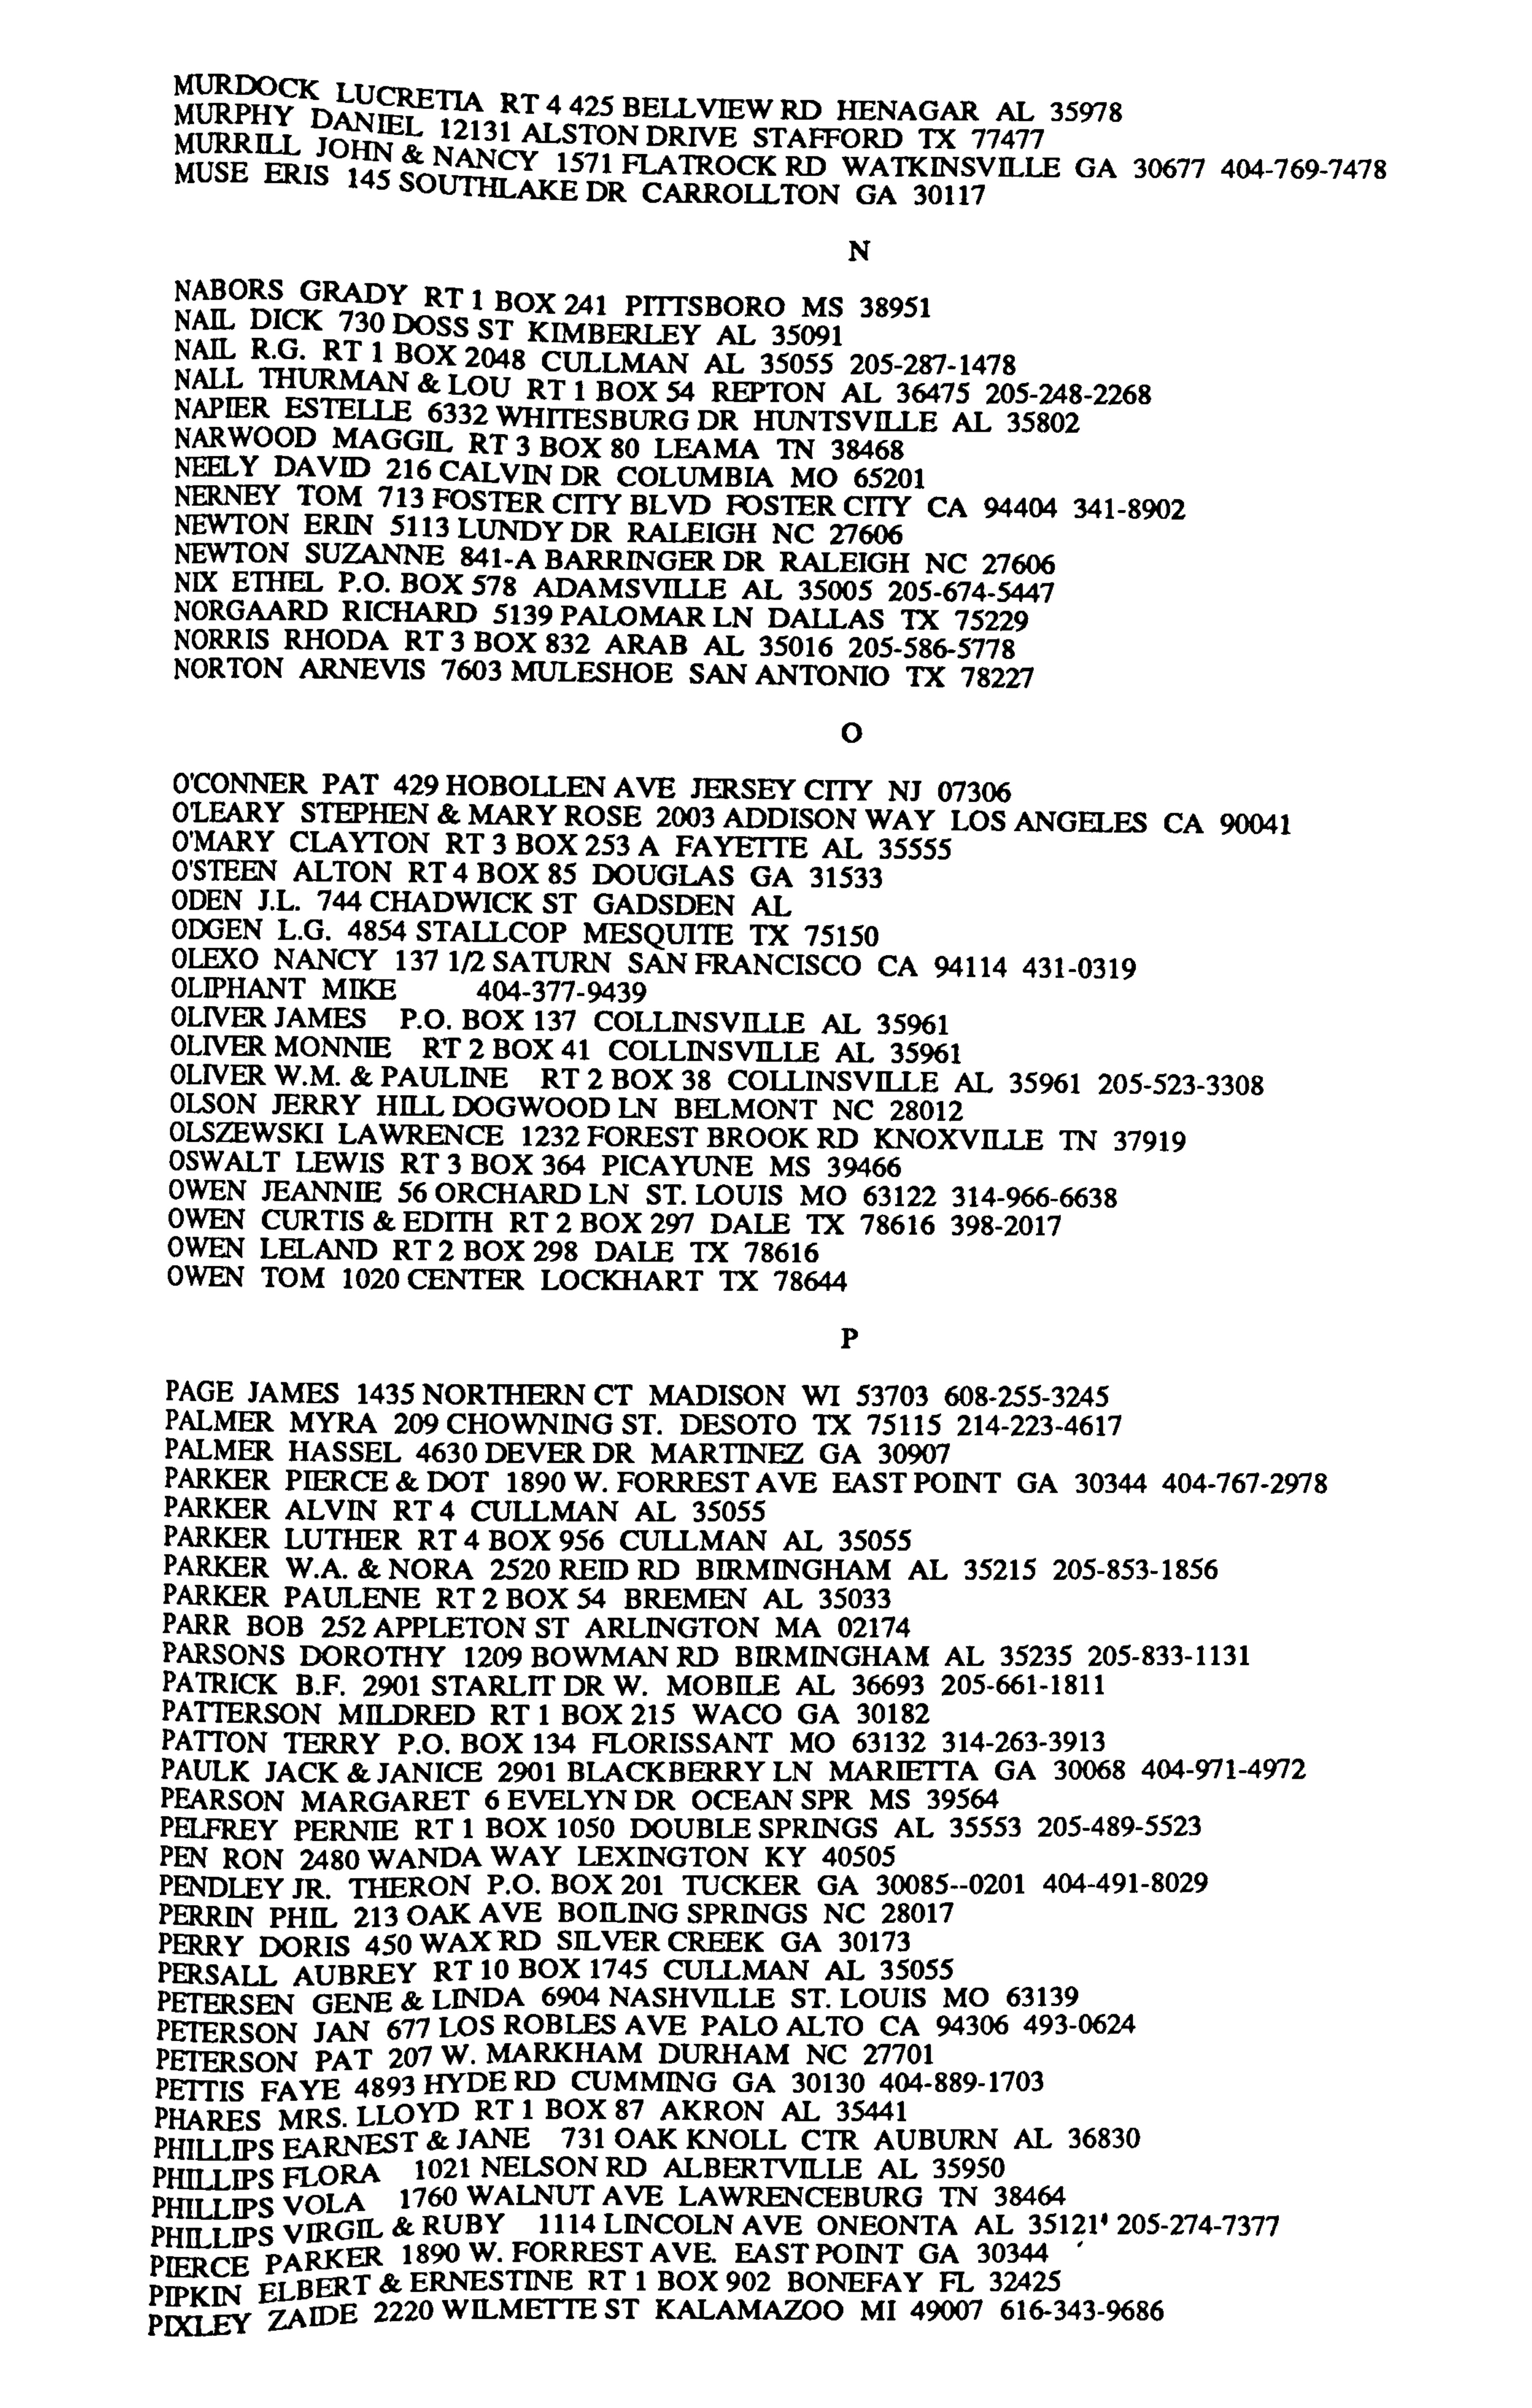 MURDOCK LUCRETIA RT 4 425 BELLVIEW RD HENAGAR AL 35978
MURPHY DANIEL 12131 ALSTON DRIVE STAFFORD TX 77477
MURRILL JOHN & NANCY 1571 FLATROCK RD WATKINSVILLE GA 30677 404-769-7478
MUSE ERIS 145 SOUTHLAKE DR CARROLLTON GA 30117
N
NABORS GRADY RT 1 BOX 241 PITTSBORO MS 38951
NAIL DICK 730 DOSS ST KIMBERLEY AL 35091
NAIL R.G. RT 1 BOX 2048 CULLMAN AL 35055 205-287-1478
NALL THURMAN & LOU RT 1 BOX 54 REPTON AL 36475 205-248-2268
NAPIER ESTELLE 6332 WHITESBURG DR HUNTSVILLE AL 35802
NARWOOD MAGGIL RT 3 BOX 80 LEAMA TN 38468
NEELY DAVID 216 CALVIN DR COLUMBIA MO 65201
NERNEY TOM 713 FOSTER CITY BLVD FOSTER CITY CA 94404 341-8902
NEWTON ERIN 5113 LUNDY DR RALEIGH NC 27606
NEWTON SUZANNE 841-A BARRINGER DR RALEIGH NC 27606
NIX ETHEL P.O. BOX 578 ADAMSVILLE AL 35005 205-674-5447
NORGAARD RICHARD 5139 PALOMAR LN DALLAS TX 75229
NORRIS RHODA RT 3 BOX 832 ARAB AL 35016 205-586-5778
NORTON ARNEVIS 7603 MULESHOE SAN ANTONIO TX 78227
O
O'CONNER PAT 429 HOBOLLEN AVE JERSEY CITY NJ 07306
O'LEARY STEPHEN & MARY ROSE 2003 ADDISON WAY LOS ANGELES CA 90041
O'MARY CLAYTON RT 3 BOX 253 A FAYETTE AL 35555
O'STEEN ALTON RT 4 BOX 85 DOUGLAS GA 31533
ODEN J.L. 744 CHADWICK ST GADSDEN AL
ODGEN L.G. 4854 STALLCOP MESQUITE TX 75150
OLEXO NANCY 137 1/2 SATURN SAN FRANCISCO CA 94114 431-0319
OLIPHANT MIKE 404-377-9439
OLIVER JAMES P.O. BOX 137 COLLINSVILLE AL 35961
OLIVER MONNIE RT 2 BOX 41 COLLINSVILLE AL 35961
OLIVER W.M. & PAULINE RT 2 BOX 38 COLLINSVILLE AL 35961 205-523-3308
OLSON JERRY HILL DOGWOOD LN BELMONT NC 28012
OLSZEWSKI LAWRENCE 1232 FOREST BROOK RD KNOXVILLE TN 37919
OSWALT LEWIS RT 3 BOX 364 PICAYUNE MS 39466
OWEN JEANNIE 56 ORCHARD LN ST. LOUIS MO 63122 314-966-6638
OWEN CURTIS & EDITH RT 2 BOX 297 DALE TX 78616 398-2017
OWEN LELAND RT 2 BOX 298 DALE TX 78616
OWEN TOM 1020 CENTER LOCKHART TX 78644
P
PAGE JAMES 1435 NORTHERN CT MADISON WI 53703 608-255-3245
PALMER MYRA 209 CHOWNING ST. DESOTO TX 75115 214-223-4617
PALMER HASSEL 4630 DEVER DR MARTINEZ GA 30907
PARKER PIERCE & DOT 1890 W. FORREST AVE EAST POINT GA 30344 404-767-2978
PARKER ALVIN RT 4 CULLMAN AL 35055
PARKER LUTHER RT 4 BOX 956 CULLMAN AL 35055
PARKER W.A. & NORA 2520 REID RD BIRMINGHAM AL 35215 205-853-1856
PARKER PAULENE RT 2 BOX 54 BREMEN AL 35033
PARR BOB 252 APPLETON ST ARLINGTON MA 02174
PARSONS DOROTHY 1209 BOWMAN RD BIRMINGHAM AL 35235 205-833-1131
PATRICK B.F. 2901 STARLIT DR W. MOBILE AL 36693 205-661-1811
PATTERSON MILDRED RT 1 BOX 215 WACO GA 30182
PATTON TERRY P.O. BOX 134 FLORISSANT MO 63132 314-263-3913
PAULK JACK & JANICE 2901 BLACKBERRY LN MARIETTA GA 30068 404-971-4972
PEARSON MARGARET 6 EVELYN DR OCEAN SPR MS 39564
PELFREY PERNIE RT 1 BOX 1050 DOUBLE SPRINGS AL 35553 205-489-5523
PEN RON 2480 WANDA WAY LEXINGTON KY 40505
PENDLEY JR. THERON P.O. BOX 201 TUCKER GA 30085--0201 404-491-8029
PERRIN PHIL 213 OAK AVE BOILING SPRINGS NC 28017
PERRY DORIS 450 WAX RD SILVER CREEK GA 30173
PERSALL AUBREY RT 10 BOX 1745 CULLMAN AL 35055
PETERSEN GENE & LINDA 6904 NASHVILLE ST. LOUIS MO 63139
PETERSON JAN 677 LOS ROBLES AVE PALO ALTO CA 94306 493-0624
PETERSON PAT 207 W. MARKHAM DURHAM NC 27701
PETTIS FAYE 4893 HYDE RD CUMMING GA 30130 404-889-1703
PHARES MRS. LLOYD RT 1 BOX 87 AKRON AL 35441
PHILLIPS EARNEST & JANE 731 OAK KNOLL CTR AUBURN AL 36830
PHILLIPS FLORA 1021 NELSON RD ALBERTVILLE AL 35950
PHILLIPS VOLA 1760 WALNUT AVE LAWRENCEBURG TN 38464
PHILLIPS VIRGIL & RUBY 1114 LINCOLN AVE ONEONTA AL 35121 205-274-7377
PIERCE PARKER 1890 W. FORREST AVE. EAST POINT GA 30344
PIPKIN ELBERT & ERNESTINE RT 1 BOX 902 BONEFAY FL 32425
PIXLEY ZAIDE 2220 WILMETTE ST KALAMAZOO MI 49007 616-343-9686